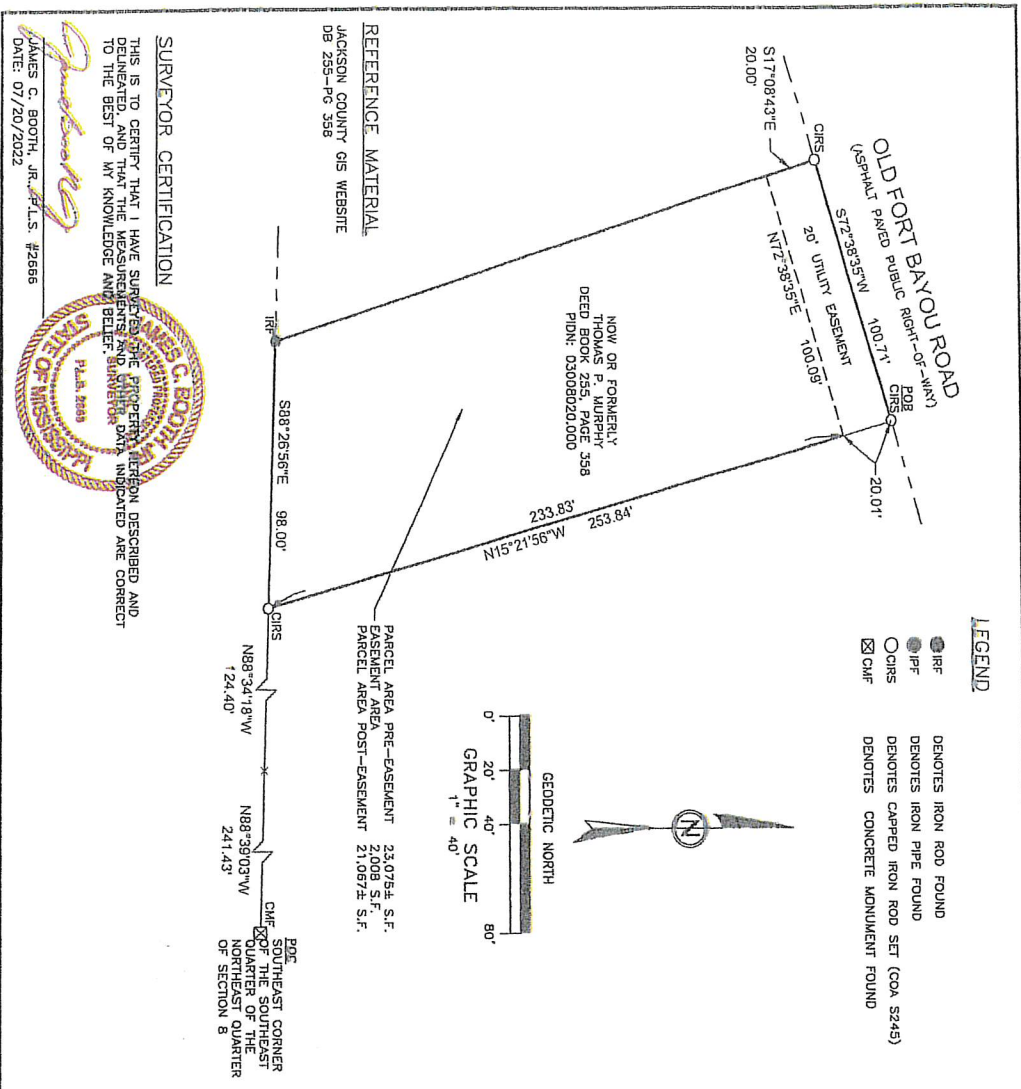 OLD FORT BAYOU ROAD
(ASPHALT PAVED PUBLIC RIGHT-OF-WAY)
POB
CIRS
CIRS
S72°38'35"W 100.71'
20' UTILITY EASEMENT
N72°38'35"E 100.09'
S17°08'43"E
20.00'
20.01'
LEGEND
IRF DENOTES IRON ROD FOUND
IPF DENOTES IRON PIPE FOUND
CIRS DENOTES CAPPED IRON ROD SET (COA S245)
CMF DENOTES CONCRETE MONUMENT FOUND
NOW OR FORMERLY
THOMAS P. MURPHY
DEED BOOK 255, PAGE 358
PIDN: 03008020.000
233.83'
N15°21'56"W 253.84'
N
GEODETIC NORTH
0' 20' 40' 80'
GRAPHIC SCALE
1" = 40'
PARCEL AREA PRE-EASEMENT 23,075± S.F.
EASEMENT AREA 2,008 S.F.
PARCEL AREA POST-EASEMENT 21,067± S.F.
REFERENCE MATERIAL
JACKSON COUNTY GIS WEBSITE
DB 255-PG 358
IRF
S88°26'56"E 98.00'
CIRS
N88°34'18"W
124.40'
N88°39'03"W
241.43'
CMF
POC
SOUTHEAST CORNER
OF THE SOUTHEAST
QUARTER OF THE
NORTHEAST QUARTER
OF SECTION 8
SURVEYOR CERTIFICATION
THIS IS TO CERTIFY THAT I HAVE SURVEYED THE PROPERTY HEREON DESCRIBED AND
DELINEATED, AND THAT THE MEASUREMENTS AND OTHER DATA INDICATED ARE CORRECT
TO THE BEST OF MY KNOWLEDGE AND BELIEF.
JAMES C. BOOTH, JR., P.L.S. #2666
DATE: 07/20/2022
JAMES C. BOOTH JR.
SURVEYOR
STATE OF MISSISSIPPI